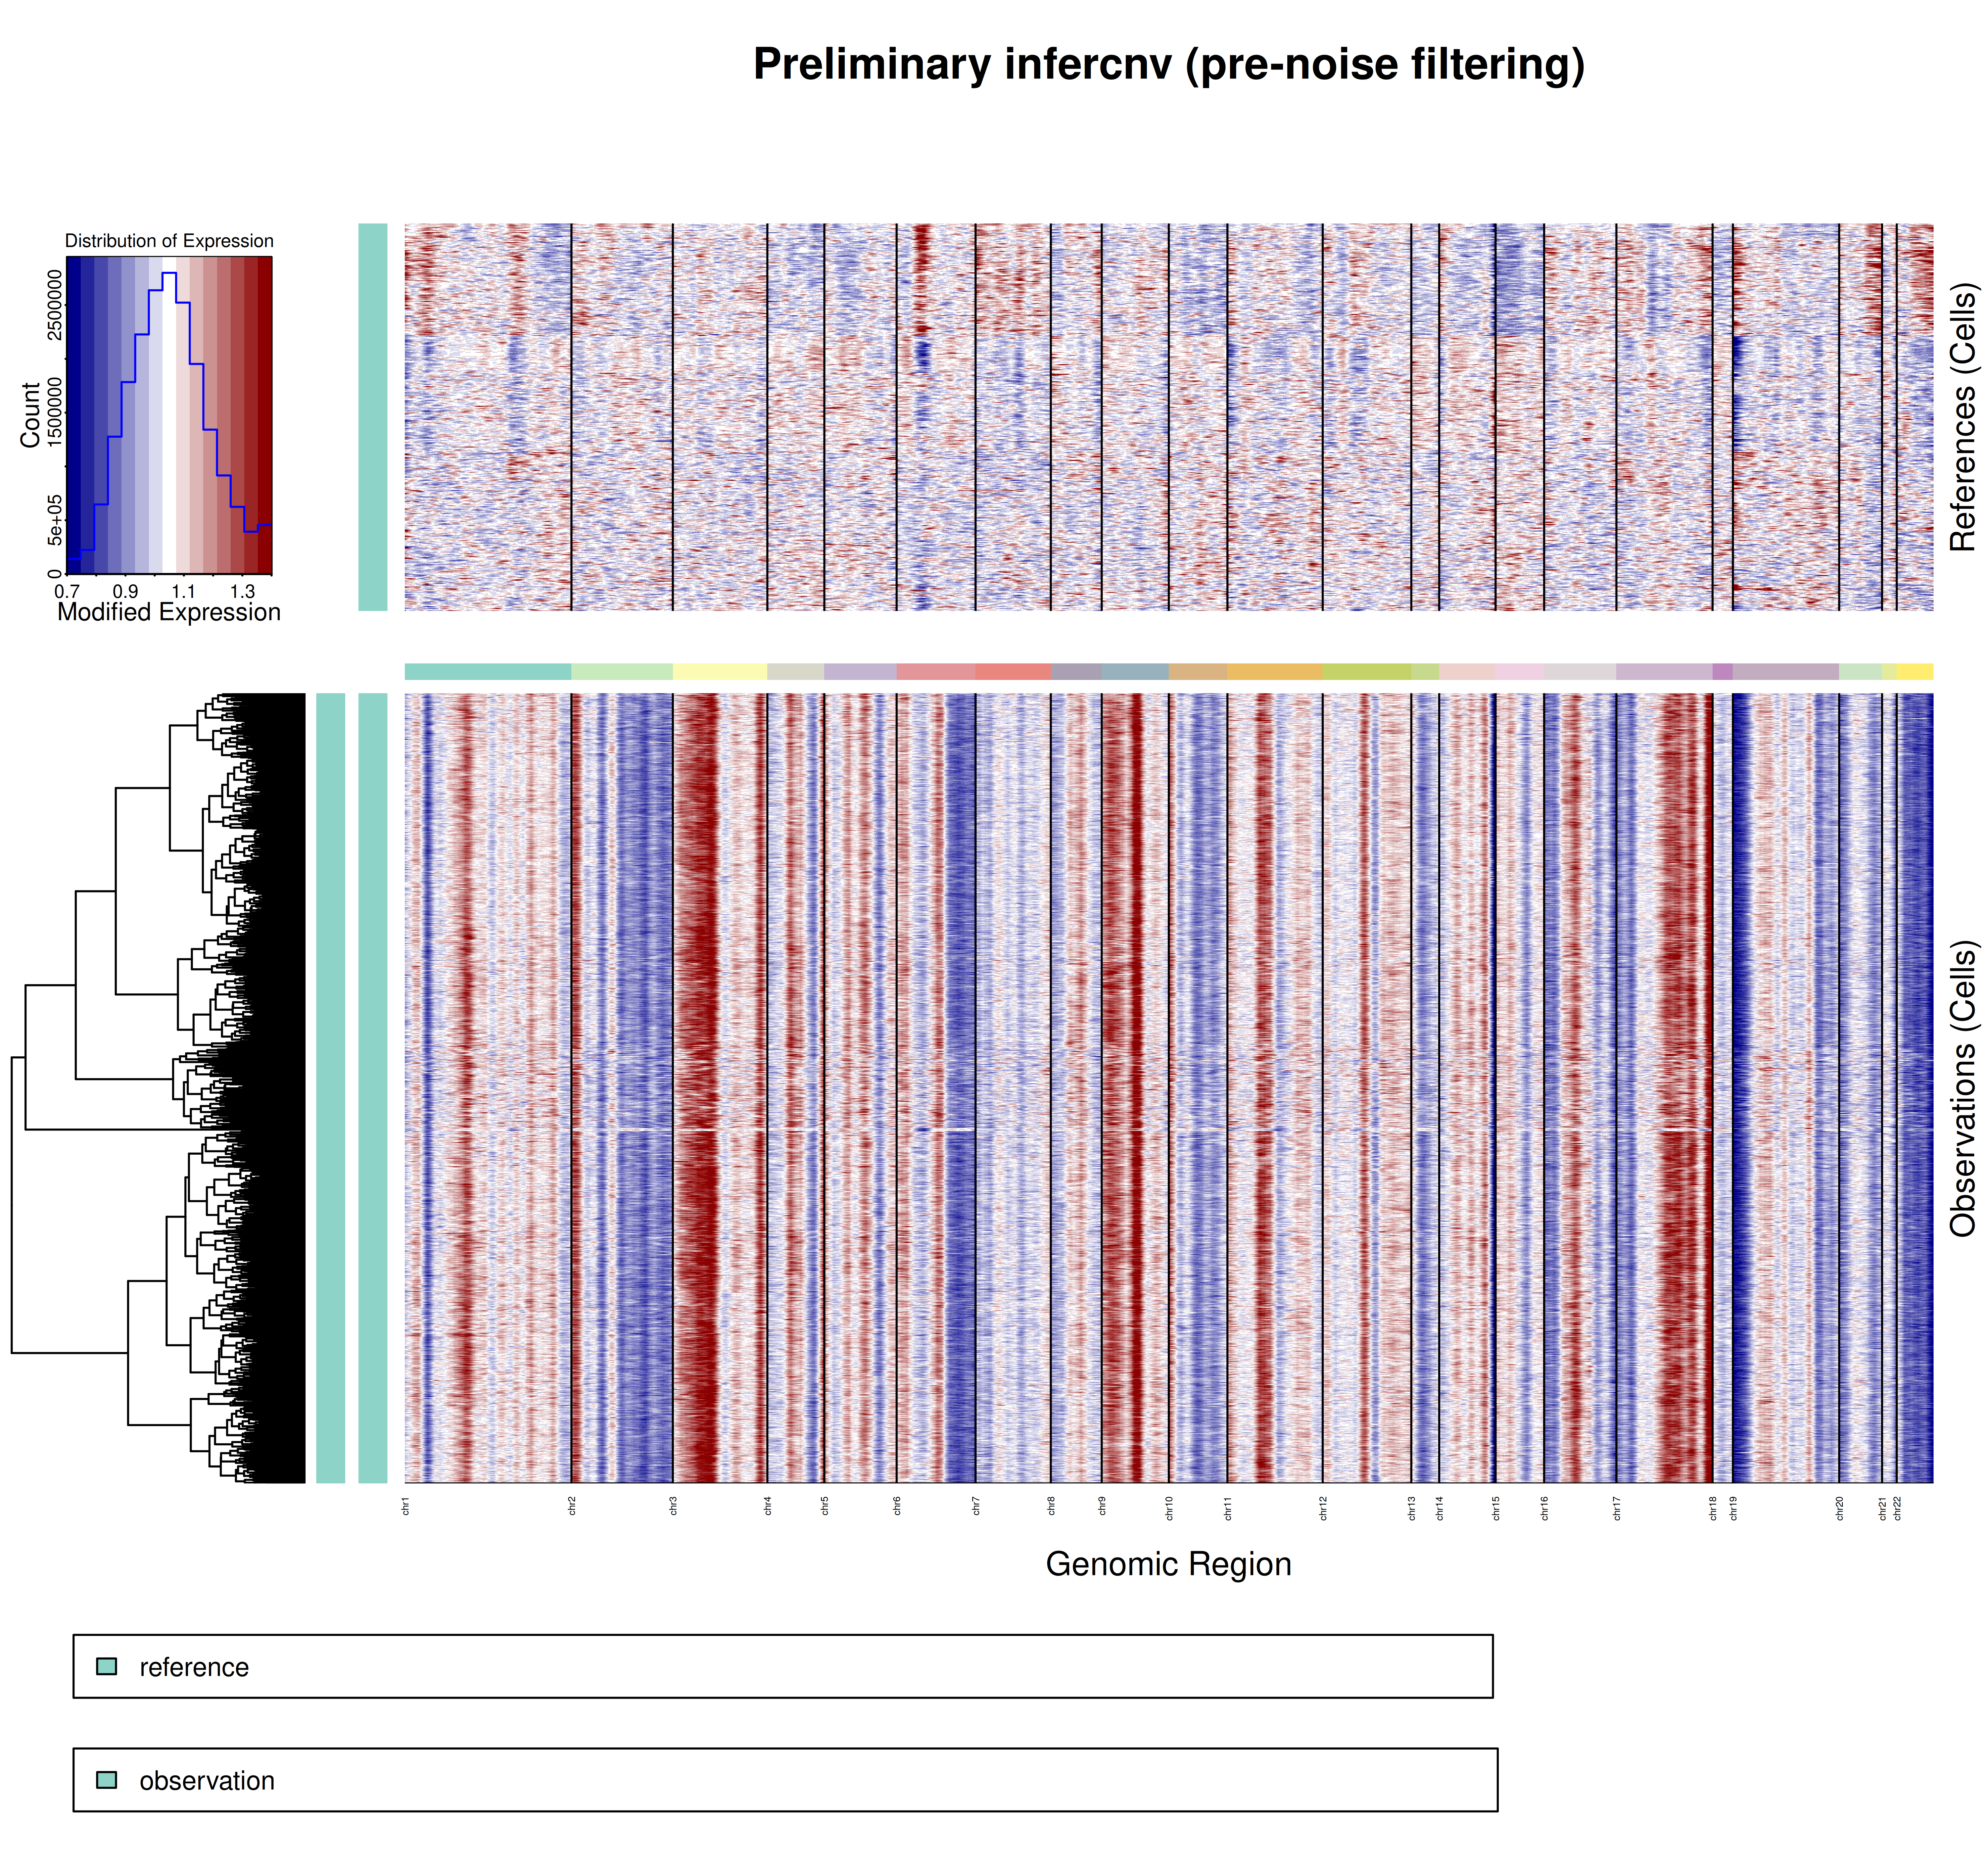 Preliminary infercnv (pre-noise filtering)
Distribution of Expression
Count
0 5e+05 1500000 2500000
0.7 0.9 1.1 1.3
Modified Expression
References (Cells)
Observations (Cells)
chr1 chr2 chr3 chr4 chr5 chr6 chr7 chr8 chr9 chr10 chr11 chr12 chr13 chr14 chr15 chr16 chr17 chr18 chr19 chr20 chr21 chr22
Genomic Region
reference
observation